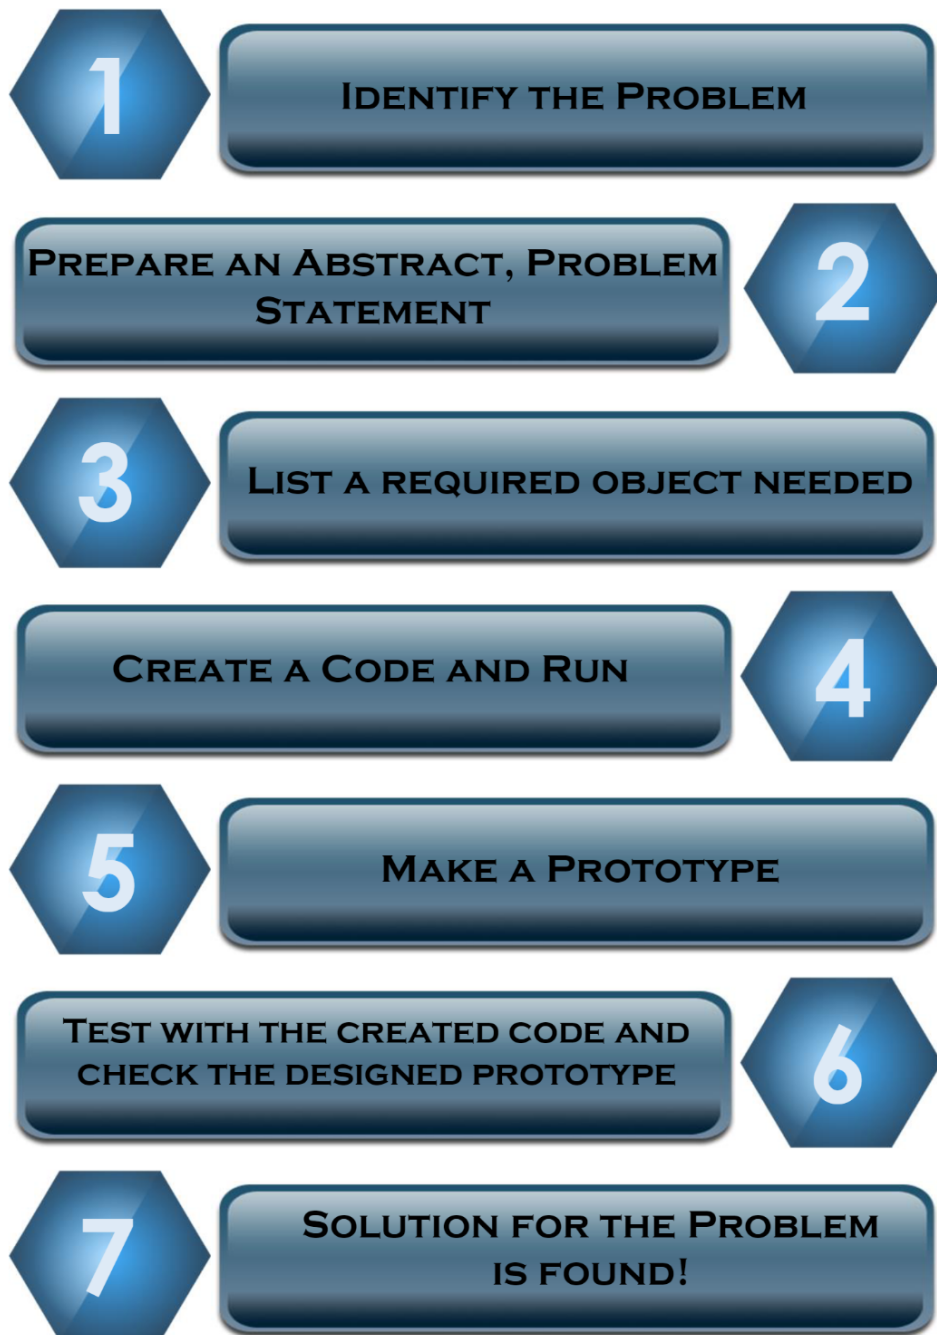 1
Identify the Problem
Prepare an Abstract, Problem
Statement
2
3
List a required object needed
Create a Code and Run
4
5
Make a Prototype
Test with the created code and
check the designed prototype
6
7
Solution for the Problem
is found!